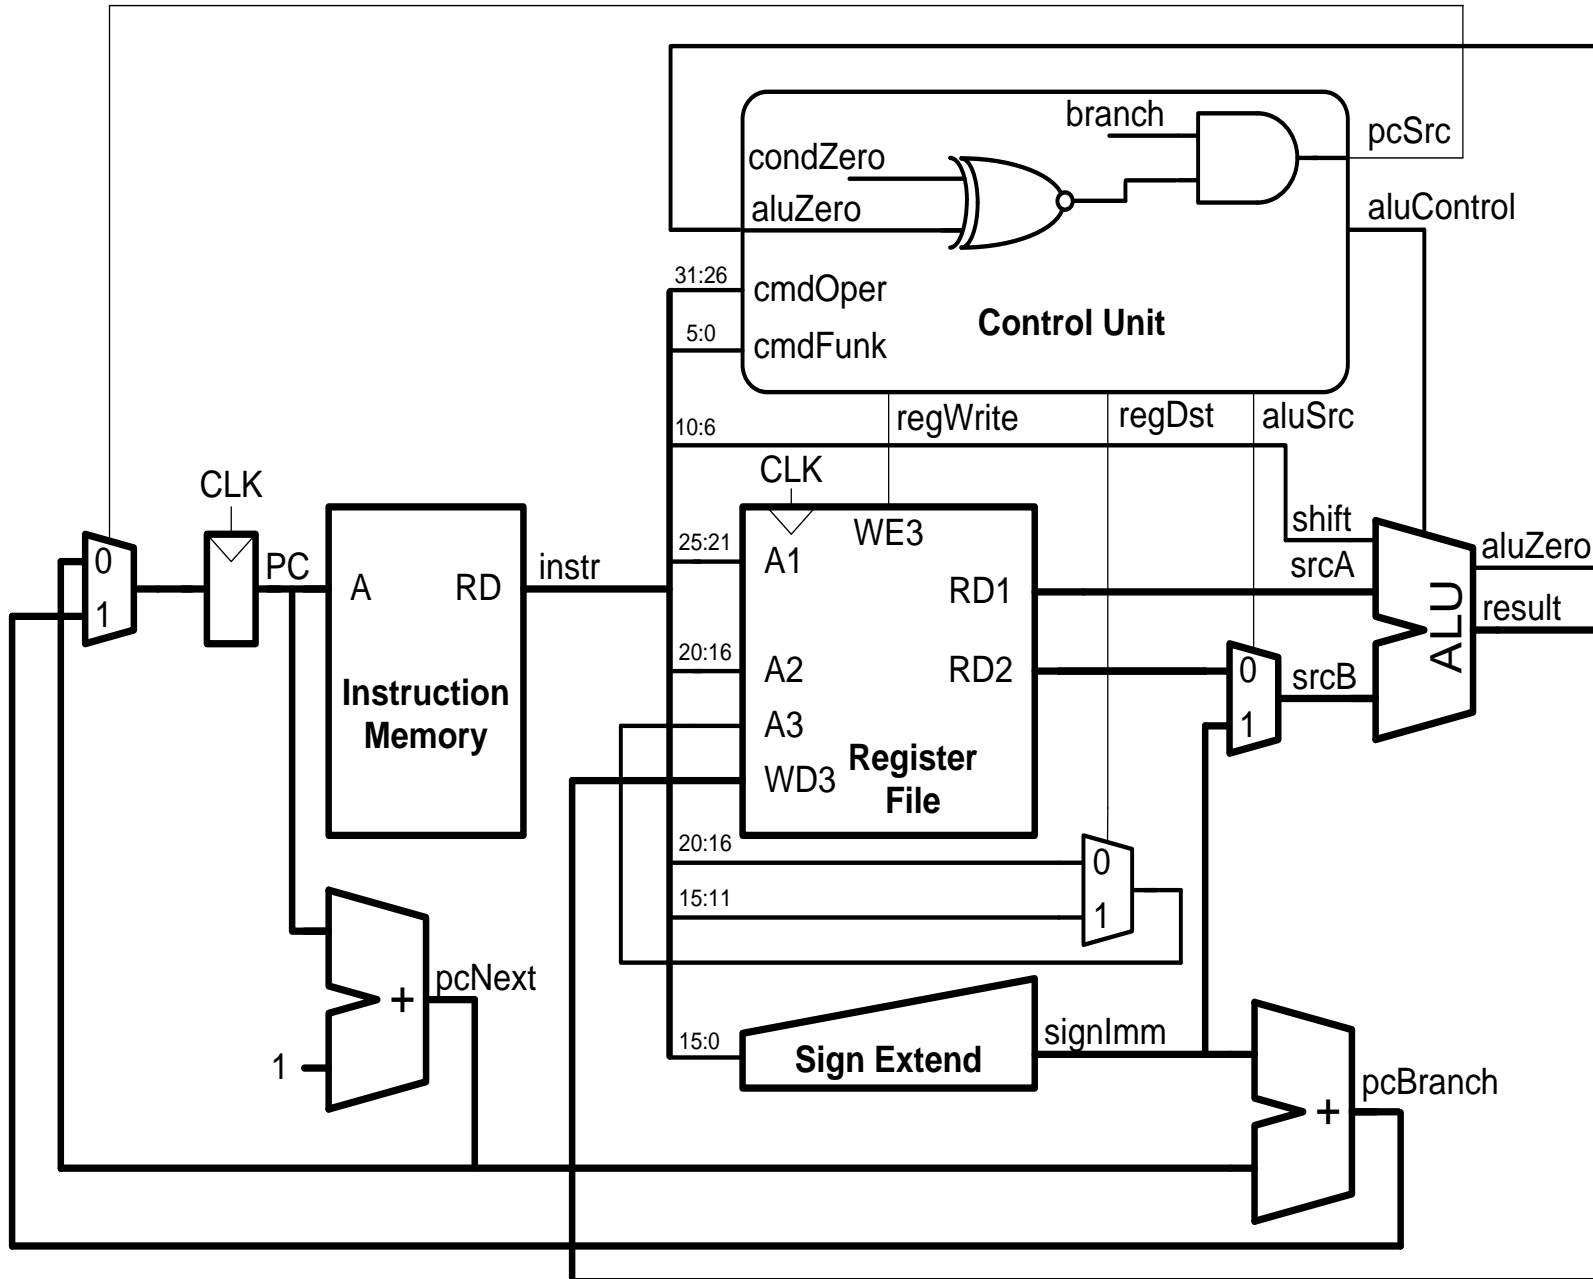 branch
pcSrc
condZero
aluZero
aluControl
31:26
cmdOper
Control Unit
5:0
cmdFunk
regWrite
regDst
aluSrc
10:6
CLK
CLK
WE3
shift
25:21
A1
srcA
aluZero
0
PC
A
RD
instr
RD1
1
result
ALU
20:16
A2
RD2
0
srcB
Instruction
Memory
A3
1
WD3
Register
File
20:16
0
15:11
1
pcNext
+
1
15:0
Sign Extend
signImm
pcBranch
+